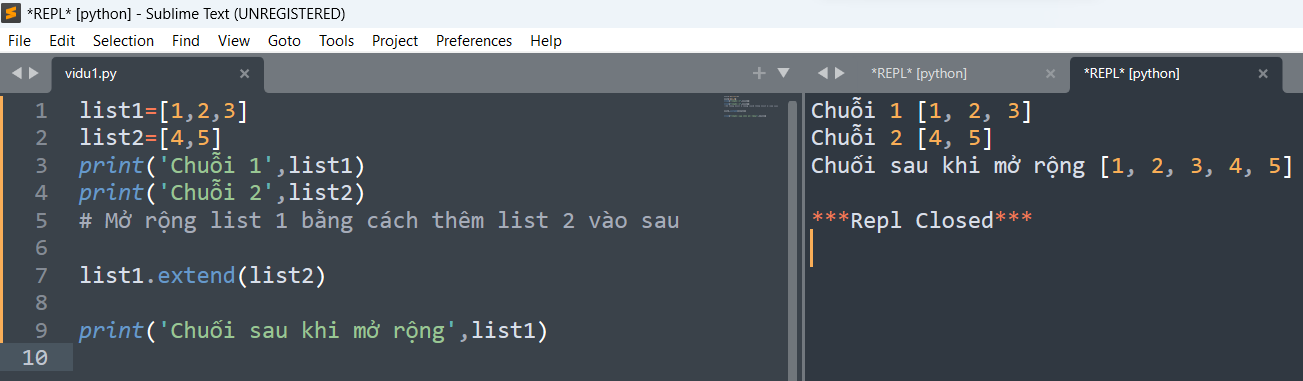 *REPL* [python] - Sublime Text (UNREGISTERED)
File Edit Selection Find View Goto Tools Project Preferences Help
vidu1.py
1 list1=[1,2,3]
2 list2=[4,5]
3 print('Chuỗi 1',list1)
4 print('Chuỗi 2',list2)
5 # Mở rộng list 1 bằng cách thêm list 2 vào sau
6
7 list1.extend(list2)
8
9 print('Chuối sau khi mở rộng',list1)
10
*REPL* [python] *REPL* [python]
Chuỗi 1 [1, 2, 3]
Chuỗi 2 [4, 5]
Chuối sau khi mở rộng [1, 2, 3, 4, 5]
***Repl Closed***